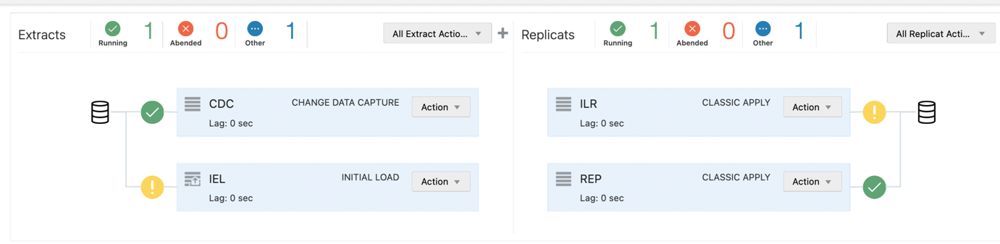 Extracts
Running
1
Abended
0
Other
1
All Extract Actio...
Replicats
Running
1
Abended
0
Other
1
All Replicat Acti...
CDC
CHANGE DATA CAPTURE
Action
Lag: 0 sec
IEL
INITIAL LOAD
Action
Lag: 0 sec
ILR
CLASSIC APPLY
Action
Lag: 0 sec
REP
CLASSIC APPLY
Action
Lag: 0 sec